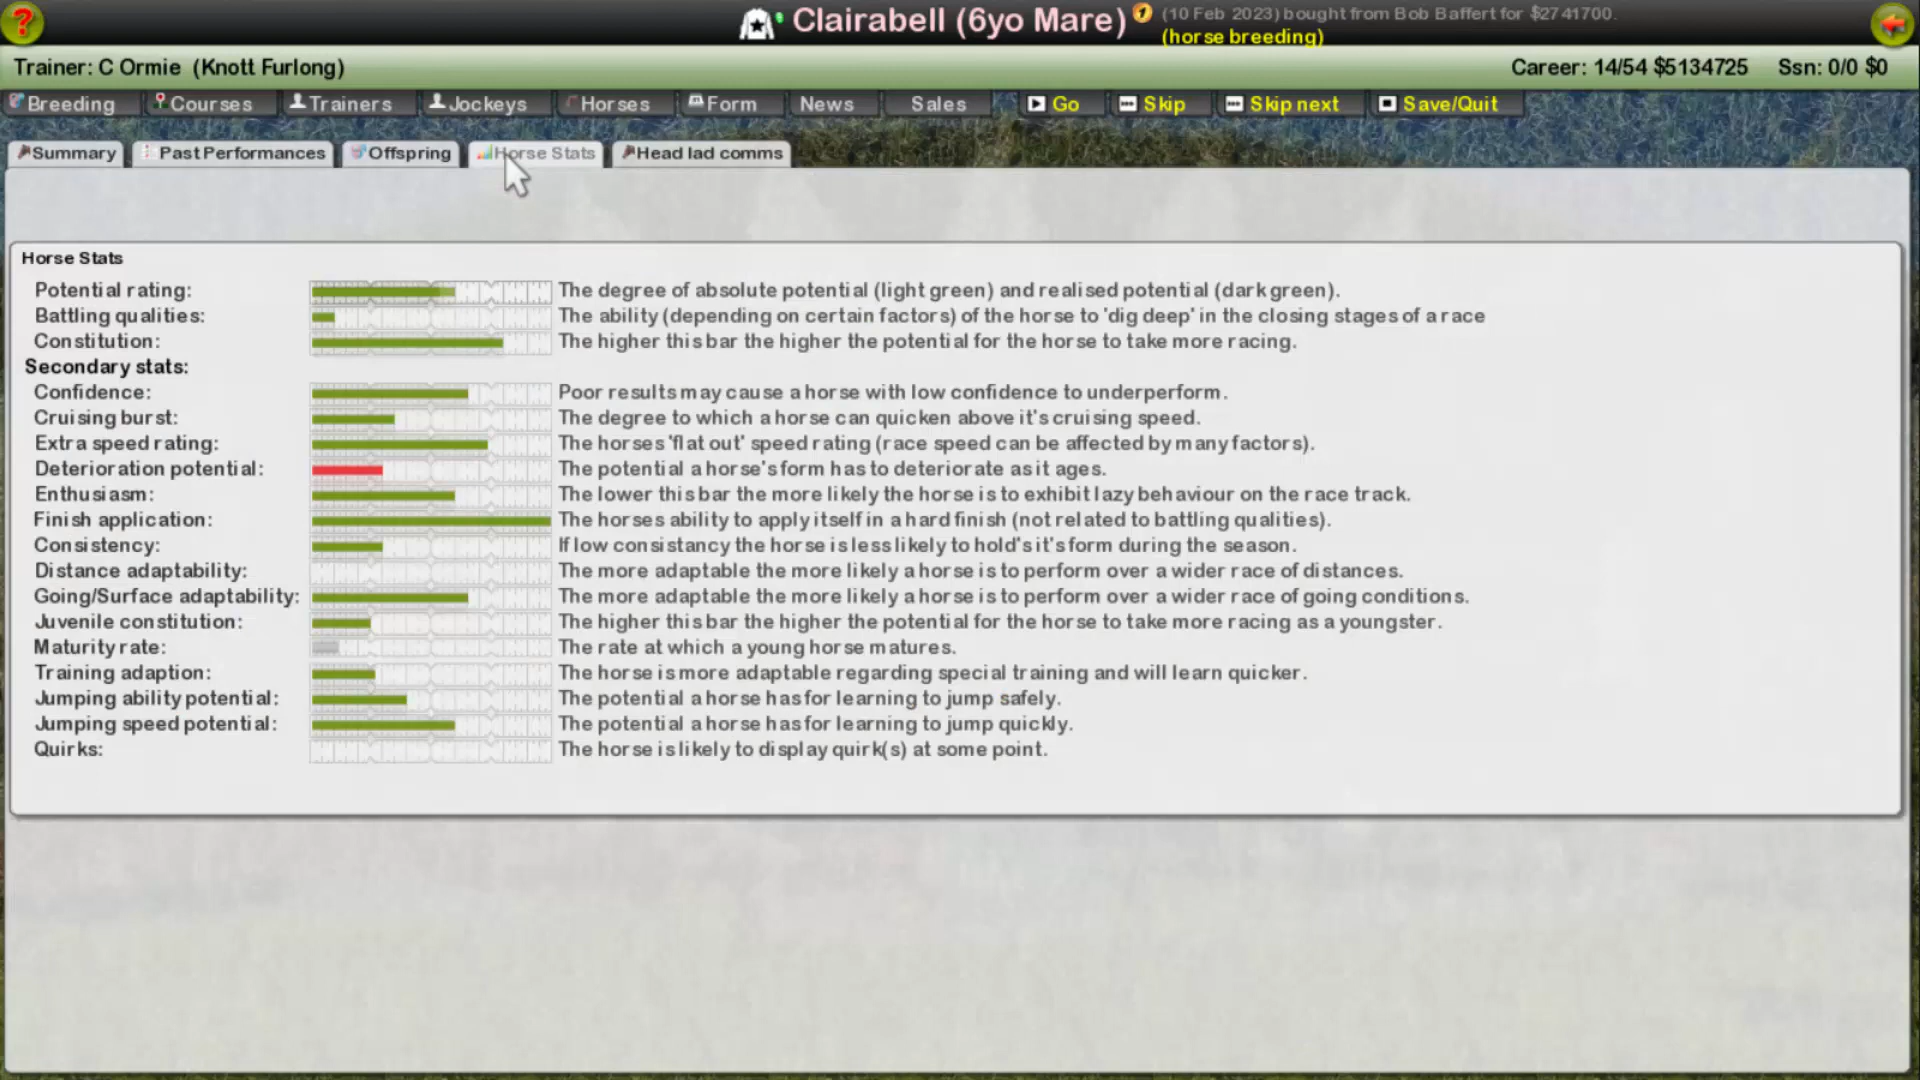 ?
Clairabell (6yo Mare)
(10 Feb 2023) bought from Bob Baffert for $2741700.
(horse breeding)
Trainer: C Ormie (Knott Furlong)
Career: 14/54 $5134725 Ssn: 0/0 $0
Breeding Courses Trainers Jockeys Horses Form News Sales Go Skip Skip next Save/Quit
Summary Past Performances Offspring Horse Stats Head lad comms
Horse Stats
Potential rating: The degree of absolute potential (light green) and realised potential (dark green).
Battling qualities: The ability (depending on certain factors) of the horse to 'dig deep' in the closing stages of a race
Constitution: The higher this bar the higher the potential for the horse to take more racing.
Secondary stats:
Confidence: Poor results may cause a horse with low confidence to underperform.
Cruising burst: The degree to which a horse can quicken above it's cruising speed.
Extra speed rating: The horses 'flat out' speed rating (race speed can be affected by many factors).
Deterioration potential: The potential a horse's form has to deteriorate as it ages.
Enthusiasm: The lower this bar the more likely the horse is to exhibit lazy behaviour on the race track.
Finish application: The horses ability to apply itself in a hard finish (not related to battling qualities).
Consistency: If low consistancy the horse is less likely to hold's it's form during the season.
Distance adaptability: The more adaptable the more likely a horse is to perform over a wider race of distances.
Going/Surface adaptability: The more adaptable the more likely a horse is to perform over a wider race of going conditions.
Juvenile constitution: The higher this bar the higher the potential for the horse to take more racing as a youngster.
Maturity rate: The rate at which a young horse matures.
Training adaption: The horse is more adaptable regarding special training and will learn quicker.
Jumping ability potential: The potential a horse has for learning to jump safely.
Jumping speed potential: The potential a horse has for learning to jump quickly.
Quirks: The horse is likely to display quirk(s) at some point.